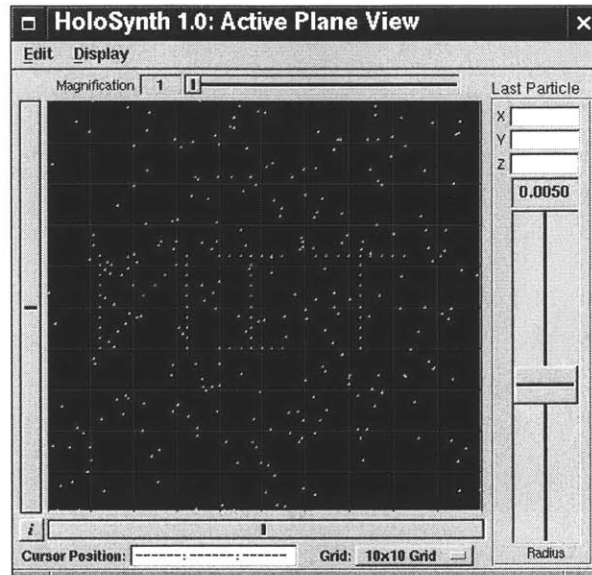 HoloSynth 1.0: Active Plane View
Edit Display
Magnification 1
Last Particle
X
Y
Z
0.0050
MIT
i
Cursor Position: ------:------:------
Grid: 10x10 Grid
Radius